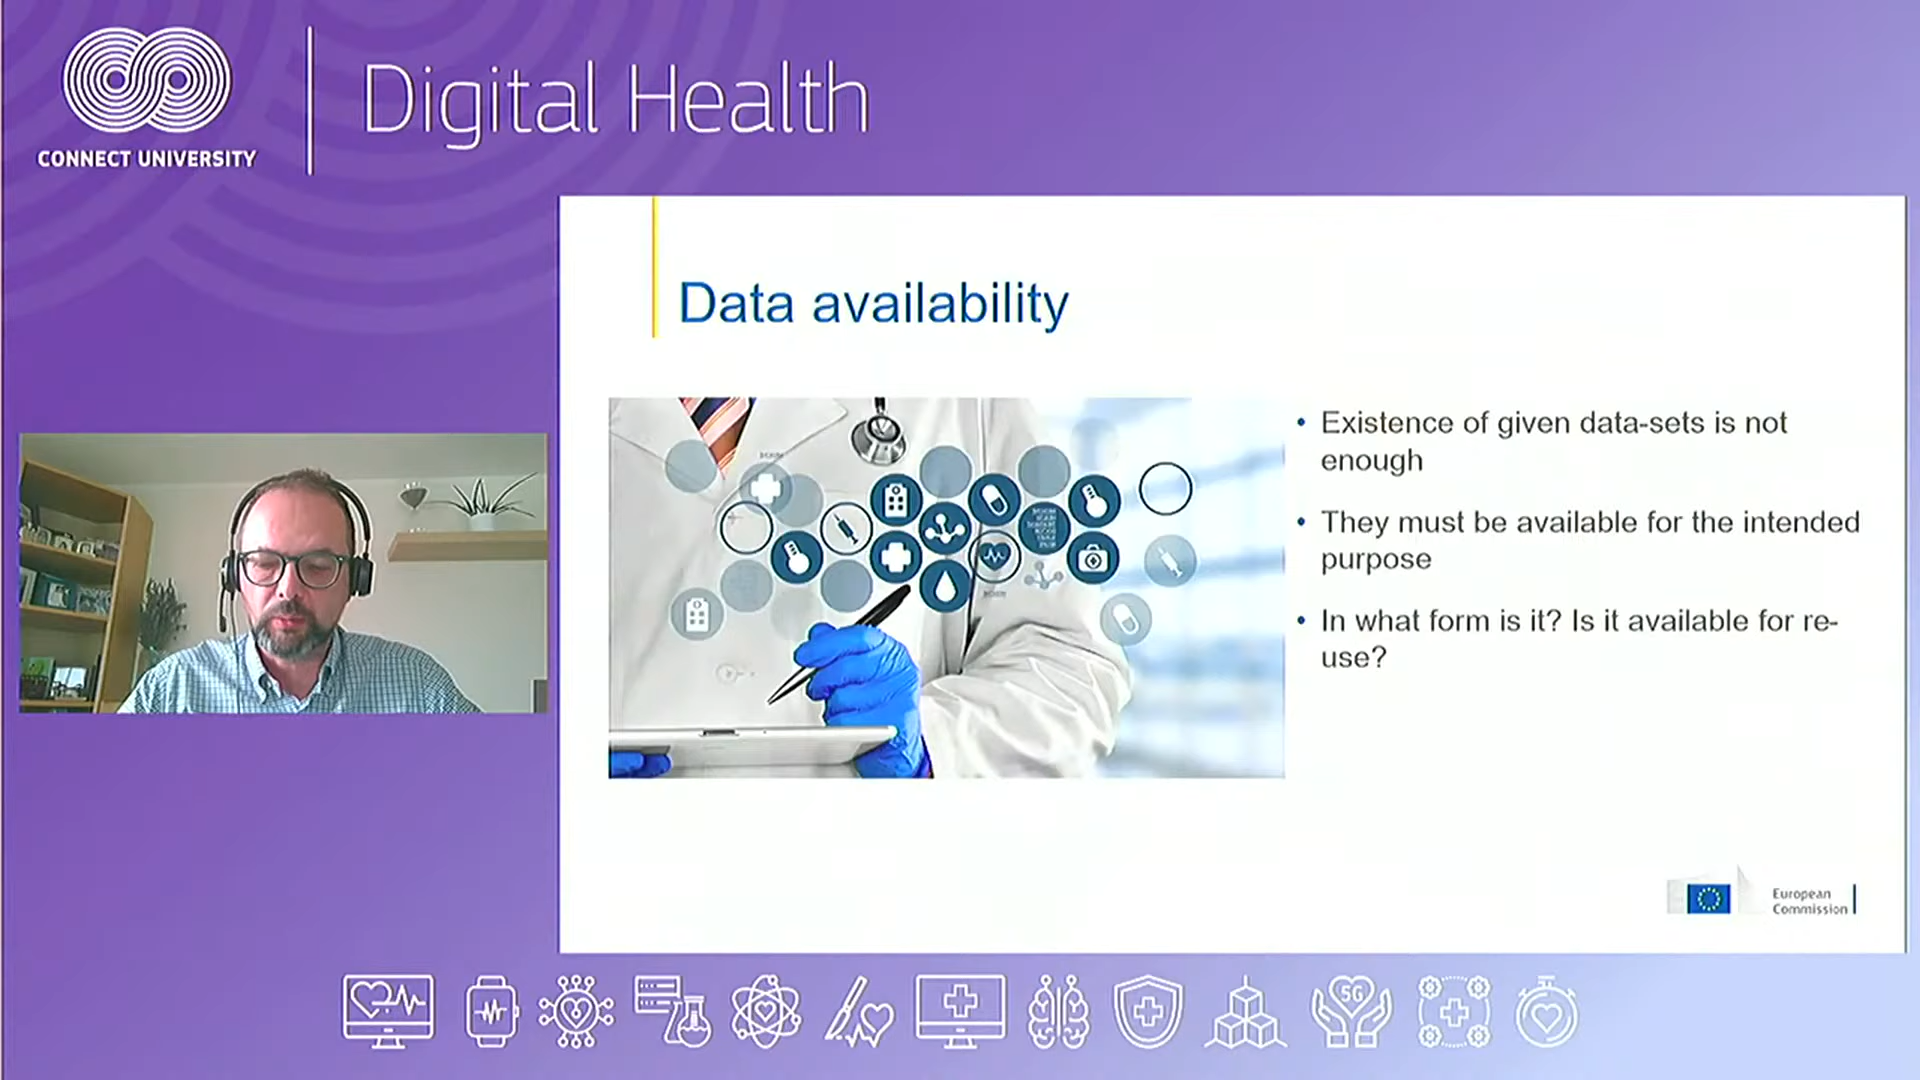 CONNECT UNIVERSITY
Digital Health
Data availability
• Existence of given data-sets is not
enough
• They must be available for the intended
purpose
• In what form is it? Is it available for re-
use?
European
Commission
5G